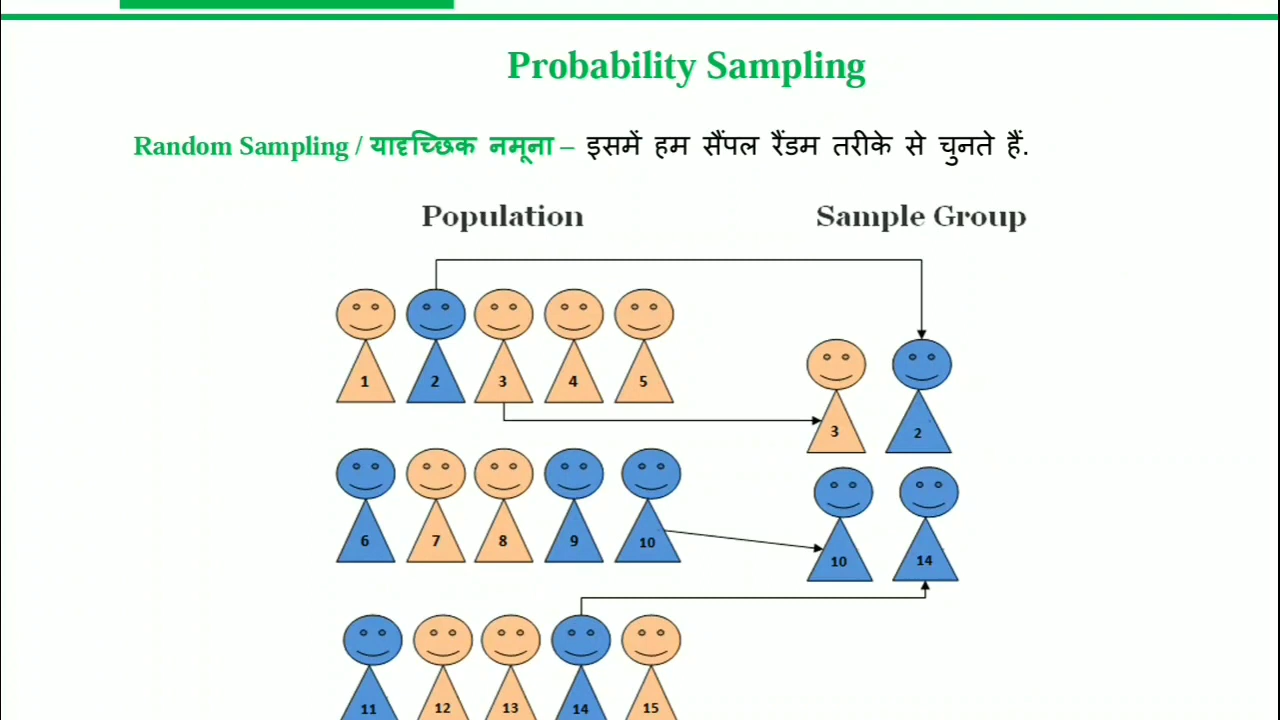 Probability Sampling
Random Sampling / यादृच्छिक नमूना – इसमें हम सैंपल रैंडम तरीके से चुनते हैं.
Population Sample Group
1 2 3 4 5
3 2
6 7 8 9 10
10 14
11 12 13 14 15